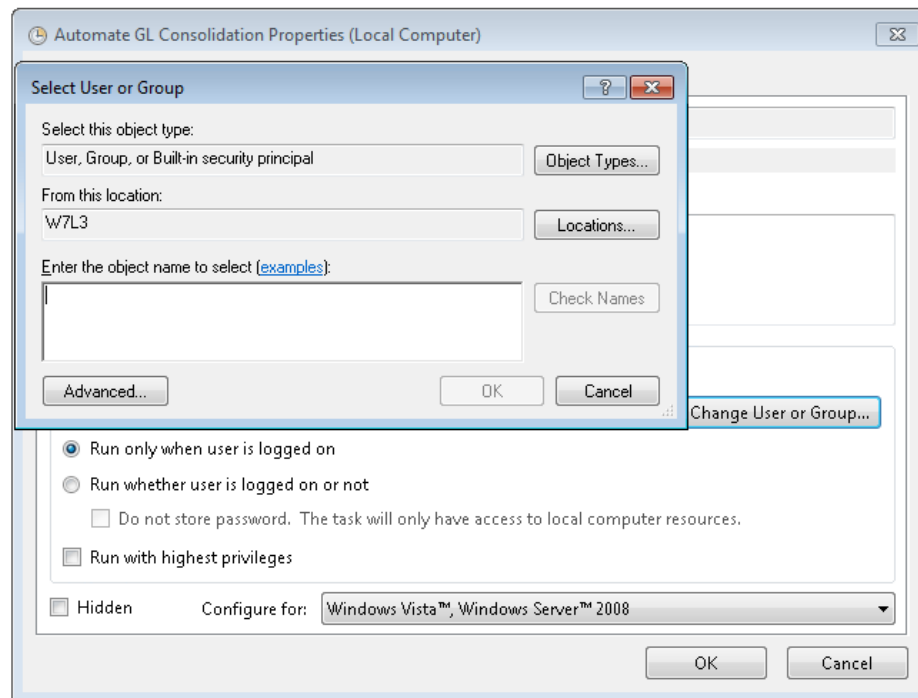 Automate GL Consolidation Properties (Local Computer)
Select User or Group
Select this object type:
User, Group, or Built-in security principal
Object Types...
From this location:
W7L3
Locations...
Enter the object name to select (examples):
Check Names
Advanced...
OK
Cancel
Change User or Group...
Run only when user is logged on
Run whether user is logged on or not
Do not store password. The task will only have access to local computer resources.
Run with highest privileges
Hidden
Configure for:
Windows Vista™, Windows Server™ 2008
OK
Cancel